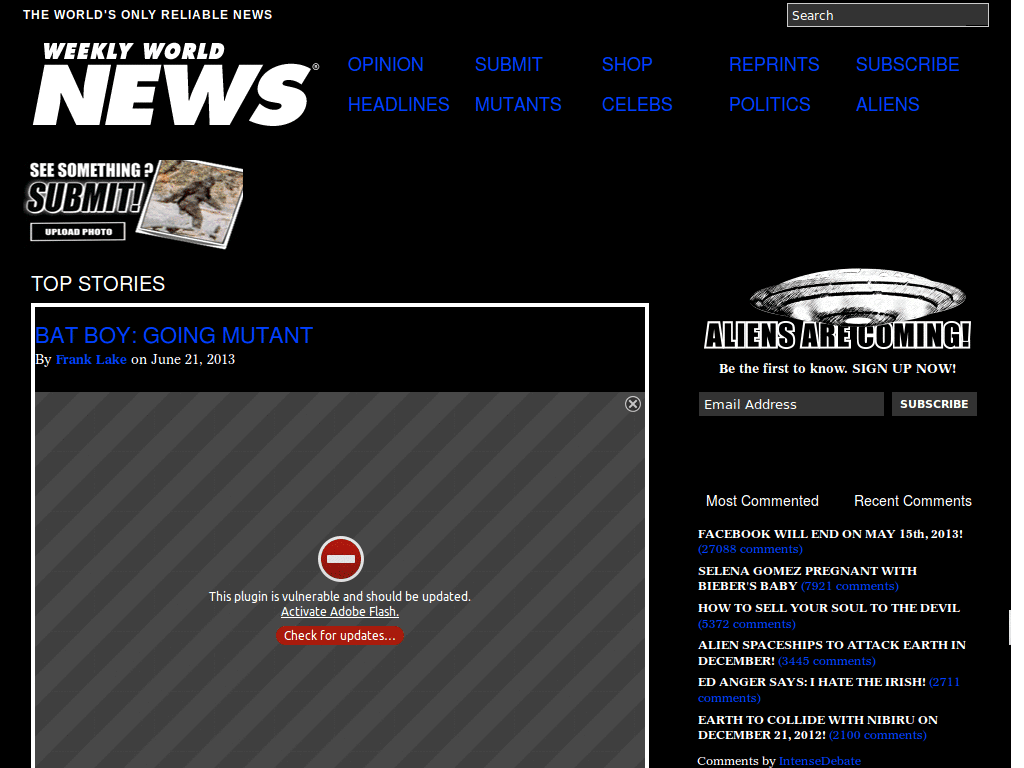 THE WORLD'S ONLY RELIABLE NEWS
Search
WEEKLY WORLD
NEWS®
OPINION SUBMIT SHOP REPRINTS SUBSCRIBE
HEADLINES MUTANTS CELEBS POLITICS ALIENS
SEE SOMETHING?
SUBMIT!
UPLOAD PHOTO
TOP STORIES
BAT BOY: GOING MUTANT
By Frank Lake on June 21, 2013
This plugin is vulnerable and should be updated.
Activate Adobe Flash.
Check for updates...
ALIENS ARE COMING!
Be the first to know. SIGN UP NOW!
Email Address SUBSCRIBE
Most Commented Recent Comments
FACEBOOK WILL END ON MAY 15th, 2013!
(27088 comments)
SELENA GOMEZ PREGNANT WITH
BIEBER'S BABY (7921 comments)
HOW TO SELL YOUR SOUL TO THE DEVIL
(5372 comments)
ALIEN SPACESHIPS TO ATTACK EARTH IN
DECEMBER! (3445 comments)
ED ANGER SAYS: I HATE THE IRISH! (2711
comments)
EARTH TO COLLIDE WITH NIBIRU ON
DECEMBER 21, 2012! (2100 comments)
Comments by IntenseDebate